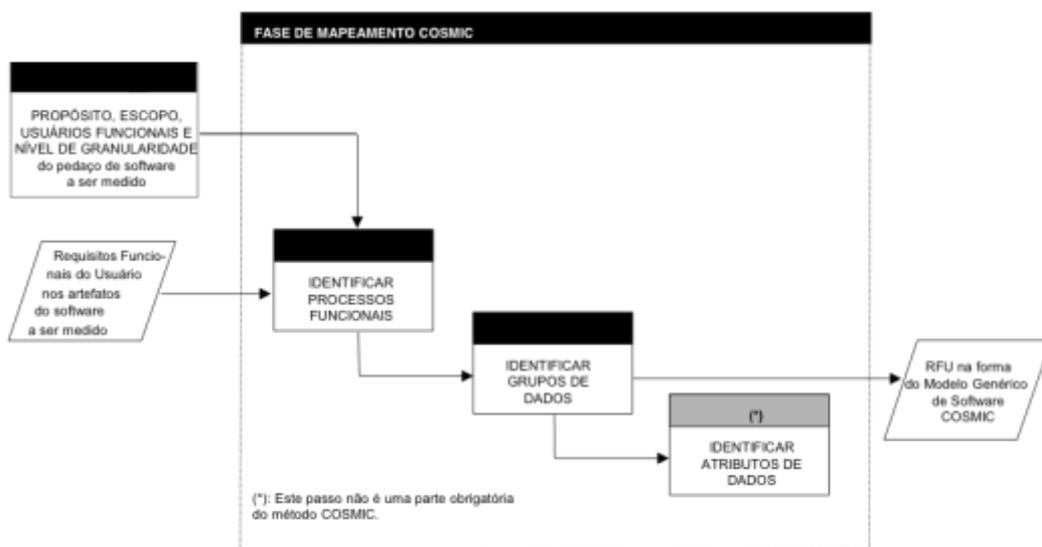 FASE DE MAPEAMENTO COSMIC
PROPÓSITO, ESCOPO,
USUÁRIOS FUNCIONAIS E
NÍVEL DE GRANULARIDADE
do pedaço de software
a ser medido
Requisitos Funcio-
nais do Usuário
nos artefatos
do software
a ser medido
IDENTIFICAR
PROCESSOS
FUNCIONAIS
IDENTIFICAR
GRUPOS DE
DADOS
RFU na forma
do Modelo Genérico
de Software
COSMIC
(*)
IDENTIFICAR
ATRIBUTOS DE
DADOS
(*): Este passo não é uma parte obrigatória
do método COSMIC.